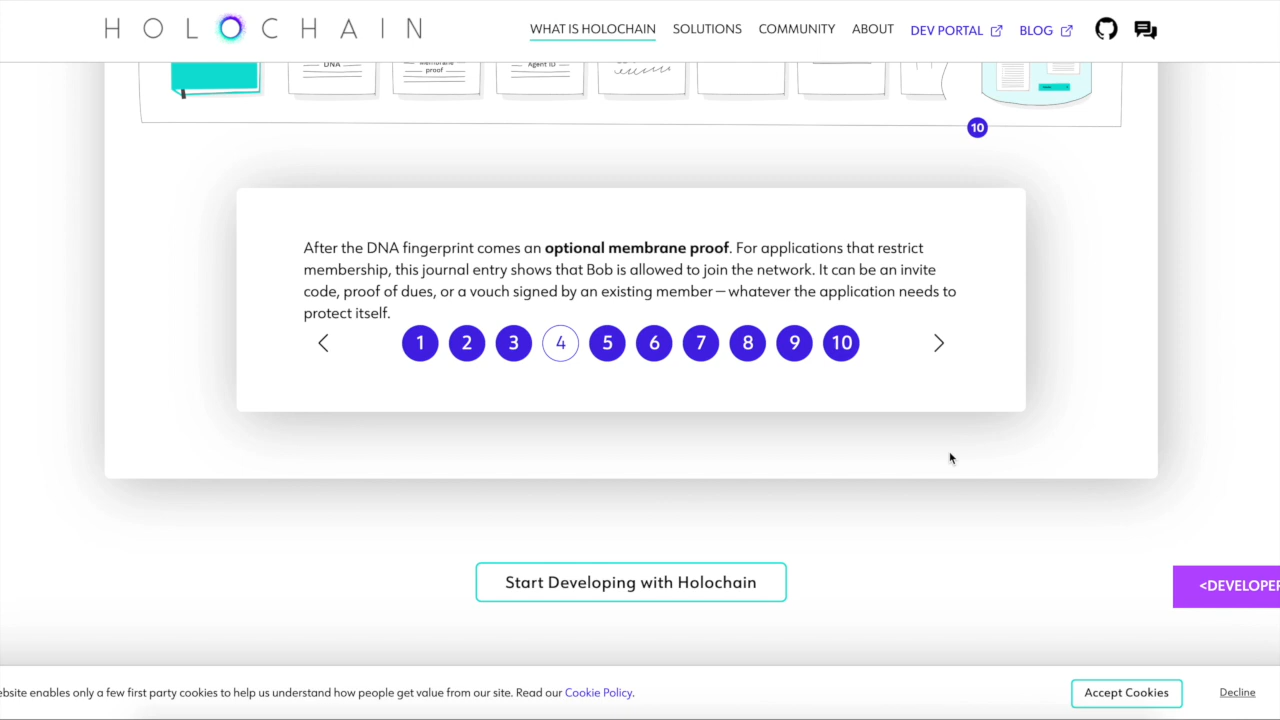 HOLOCHAIN
WHAT IS HOLOCHAIN SOLUTIONS COMMUNITY ABOUT DEV PORTAL BLOG
DNA
proof
Agent ID
10
After the DNA fingerprint comes an optional membrane proof. For applications that restrict
membership, this journal entry shows that Bob is allowed to join the network. It can be an invite
code, proof of dues, or a vouch signed by an existing member — whatever the application needs to
protect itself.
1 2 3 4 5 6 7 8 9 10
Start Developing with Holochain
<DEVELOPER
ebsite enables only a few first party cookies to help us understand how people get value from our site. Read our Cookie Policy.
Accept Cookies
Decline